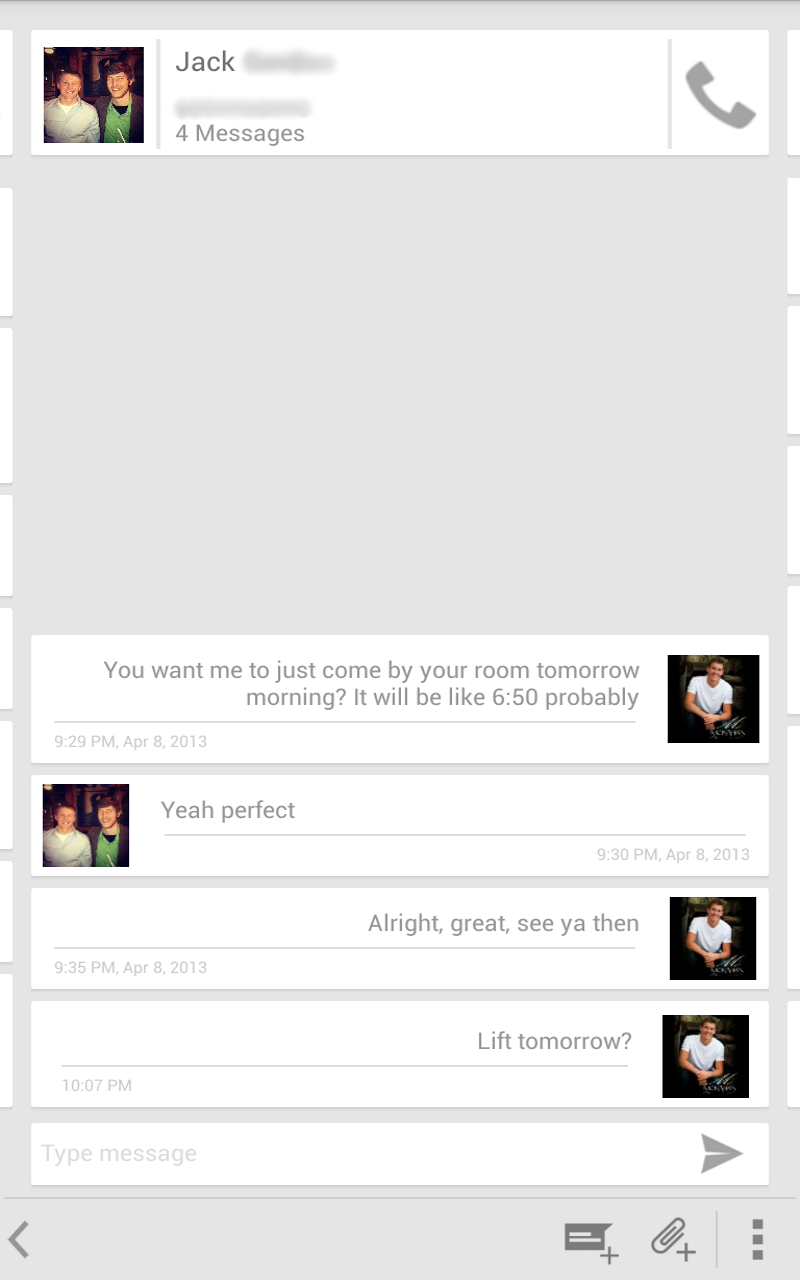 Jack
4 Messages
You want me to just come by your room tomorrow
morning? It will be like 6:50 probably
9:29 PM, Apr 8, 2013
Yeah perfect
9:30 PM, Apr 8, 2013
Alright, great, see ya then
9:35 PM, Apr 8, 2013
Lift tomorrow?
10:07 PM
Type message